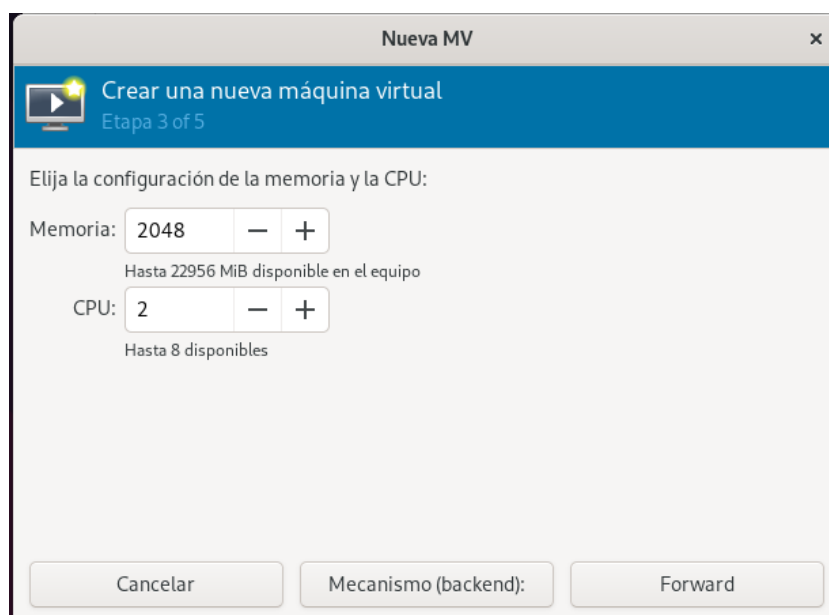 Nueva MV
×
Crear una nueva máquina virtual
Etapa 3 of 5
Elija la configuración de la memoria y la CPU:
Memoria: 2048 — +
Hasta 22956 MiB disponible en el equipo
CPU: 2 — +
Hasta 8 disponibles
Cancelar Mecanismo (backend): Forward